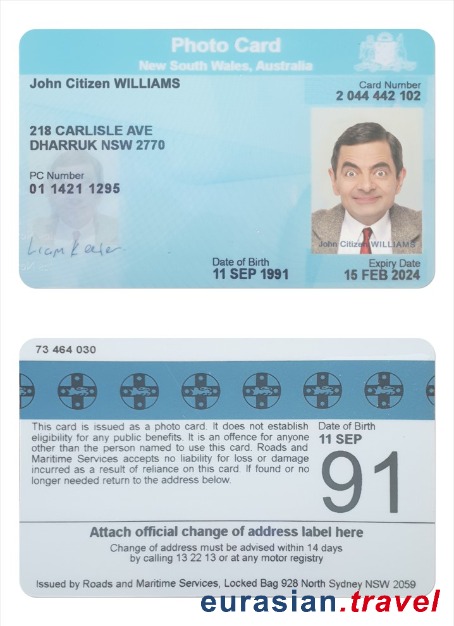 Photo Card
New South Wales, Australia
John Citizen WILLIAMS
Card Number
2 044 442 102
218 CARLISLE AVE
DHARRUK NSW 2770
PC Number
01 1421 1295
John Citizen WILLIAMS
Date of Birth
11 SEP 1991
Expiry Date
15 FEB 2024
73 464 030
This card is issued as a photo card. It does not establish
eligibility for any public benefits. It is an offence for anyone
other than the person named to use this card. Roads and
Maritime Services accepts no liability for loss or damage
incurred as a result of reliance on this card. If found or no
longer needed return to the address below.
Date of Birth
11 SEP
91
Attach official change of address label here
Change of address must be advised within 14 days
by calling 13 22 13 or at any motor registry
Issued by Roads and Maritime Services, Locked Bag 928 North Sydney NSW 2059
eurasian.travel